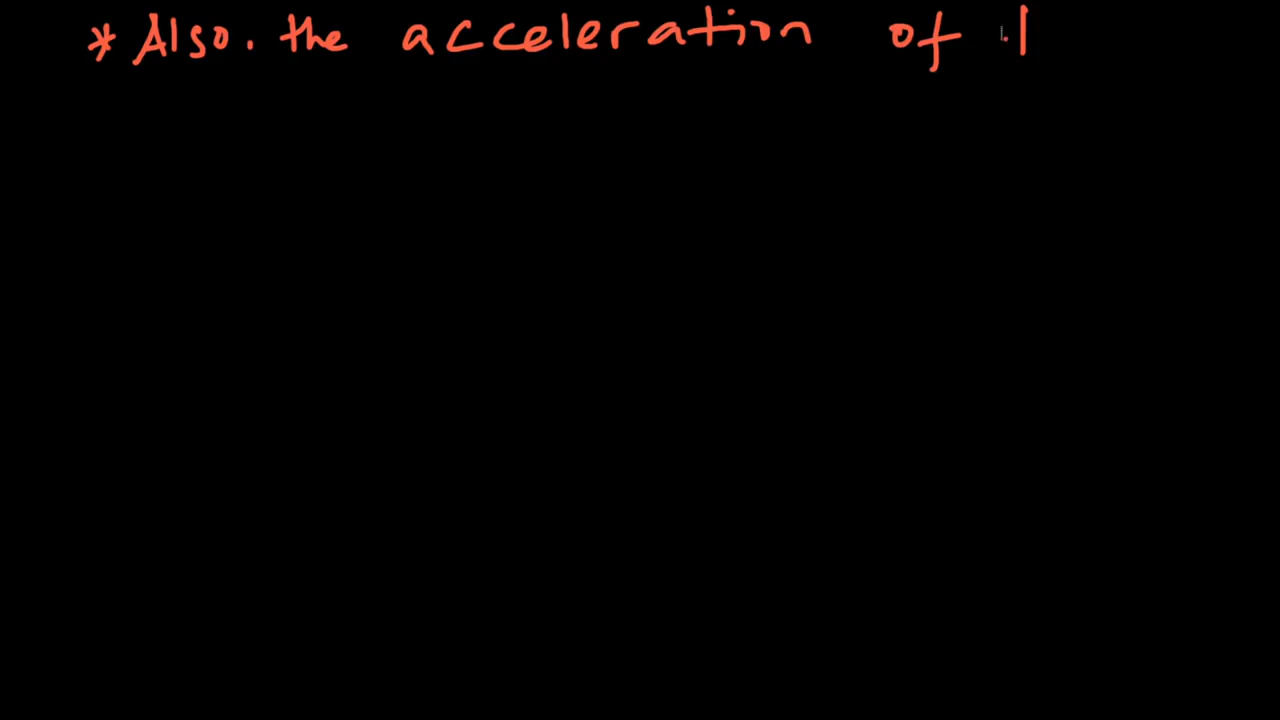 * Also. the acceleration of